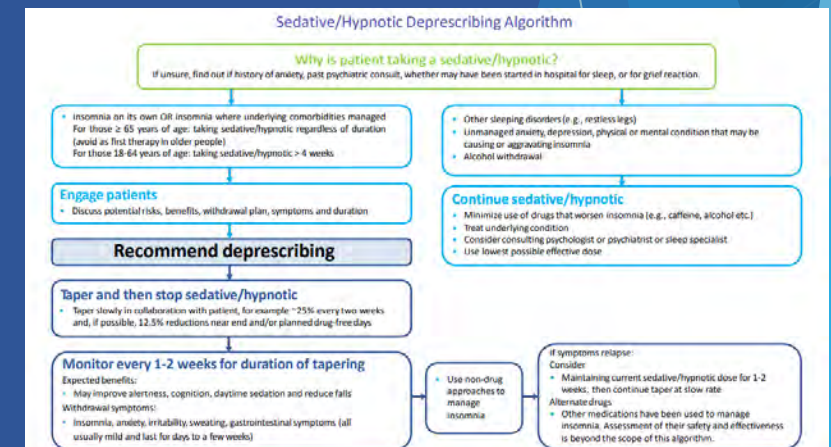 Sedative/Hypnotic Deprescribing Algorithm
Why is patient taking a sedative/hypnotic?
If unsure, find out if history of anxiety, past psychiatric consult, whether may have been started in hospital for sleep, or for grief reaction.
• Insomnia on its own OR insomnia where underlying comorbidities managed
For those ≥ 65 years of age: taking sedative/hypnotic regardless of duration
(avoid as first therapy in older people)
For those 18-64 years of age: taking sedative/hypnotic > 4 weeks
Engage patients
• Discuss potential risks, benefits, withdrawal plan, symptoms and duration
Recommend deprescribing
Taper and then stop sedative/hypnotic
• Taper slowly in collaboration with patient, for example ~25% every two weeks
and, if possible, 12.5% reductions near end and/or planned drug-free days
Monitor every 1-2 weeks for duration of tapering
Expected benefits:
• May improve alertness, cognition, daytime sedation and reduce falls
Withdrawal symptoms:
• Insomnia, anxiety, irritability, sweating, gastrointestinal symptoms (all
usually mild and last for days to a few weeks)
• Other sleeping disorders (e.g., restless legs)
• Unmanaged anxiety, depression, physical or mental condition that may be
causing or aggravating insomnia
• Alcohol withdrawal
Continue sedative/hypnotic
• Minimize use of drugs that worsen insomnia (e.g., caffeine, alcohol etc.)
• Treat underlying condition
• Consider consulting psychologist or psychiatrist or sleep specialist
• Use lowest possible effective dose
• Use non-drug
approaches to
manage
insomnia
If symptoms relapse:
Consider
• Maintaining current sedative/hypnotic dose for 1-2
weeks, then continue taper at slow rate
Alternate drugs
• Other medications have been used to manage
insomnia. Assessment of their safety and effectiveness
is beyond the scope of this algorithm.